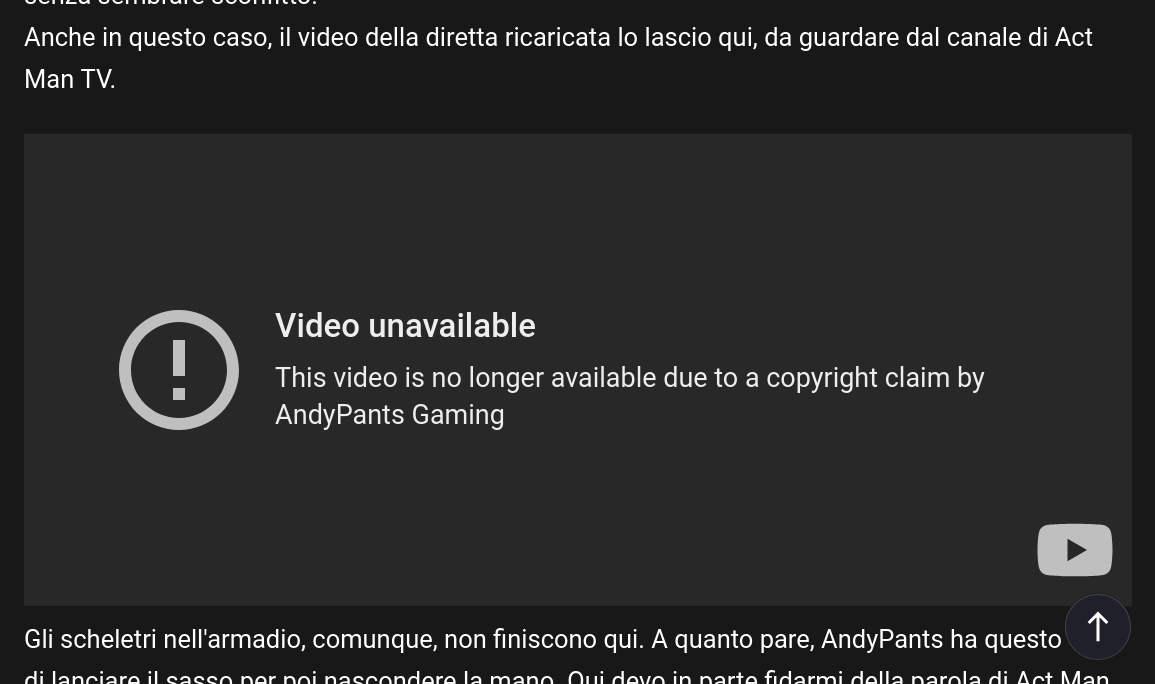 senza sembrare sconfitto.
Anche in questo caso, il video della diretta ricaricata lo lascio qui, da guardare dal canale di Act
Man TV.
Video unavailable
This video is no longer available due to a copyright claim by
AndyPants Gaming
Gli scheletri nell'armadio, comunque, non finiscono qui. A quanto pare, AndyPants ha questo
di lanciare il sasso per poi nascondere la mano. Qui devo in parte fidarmi della parola di Act Man